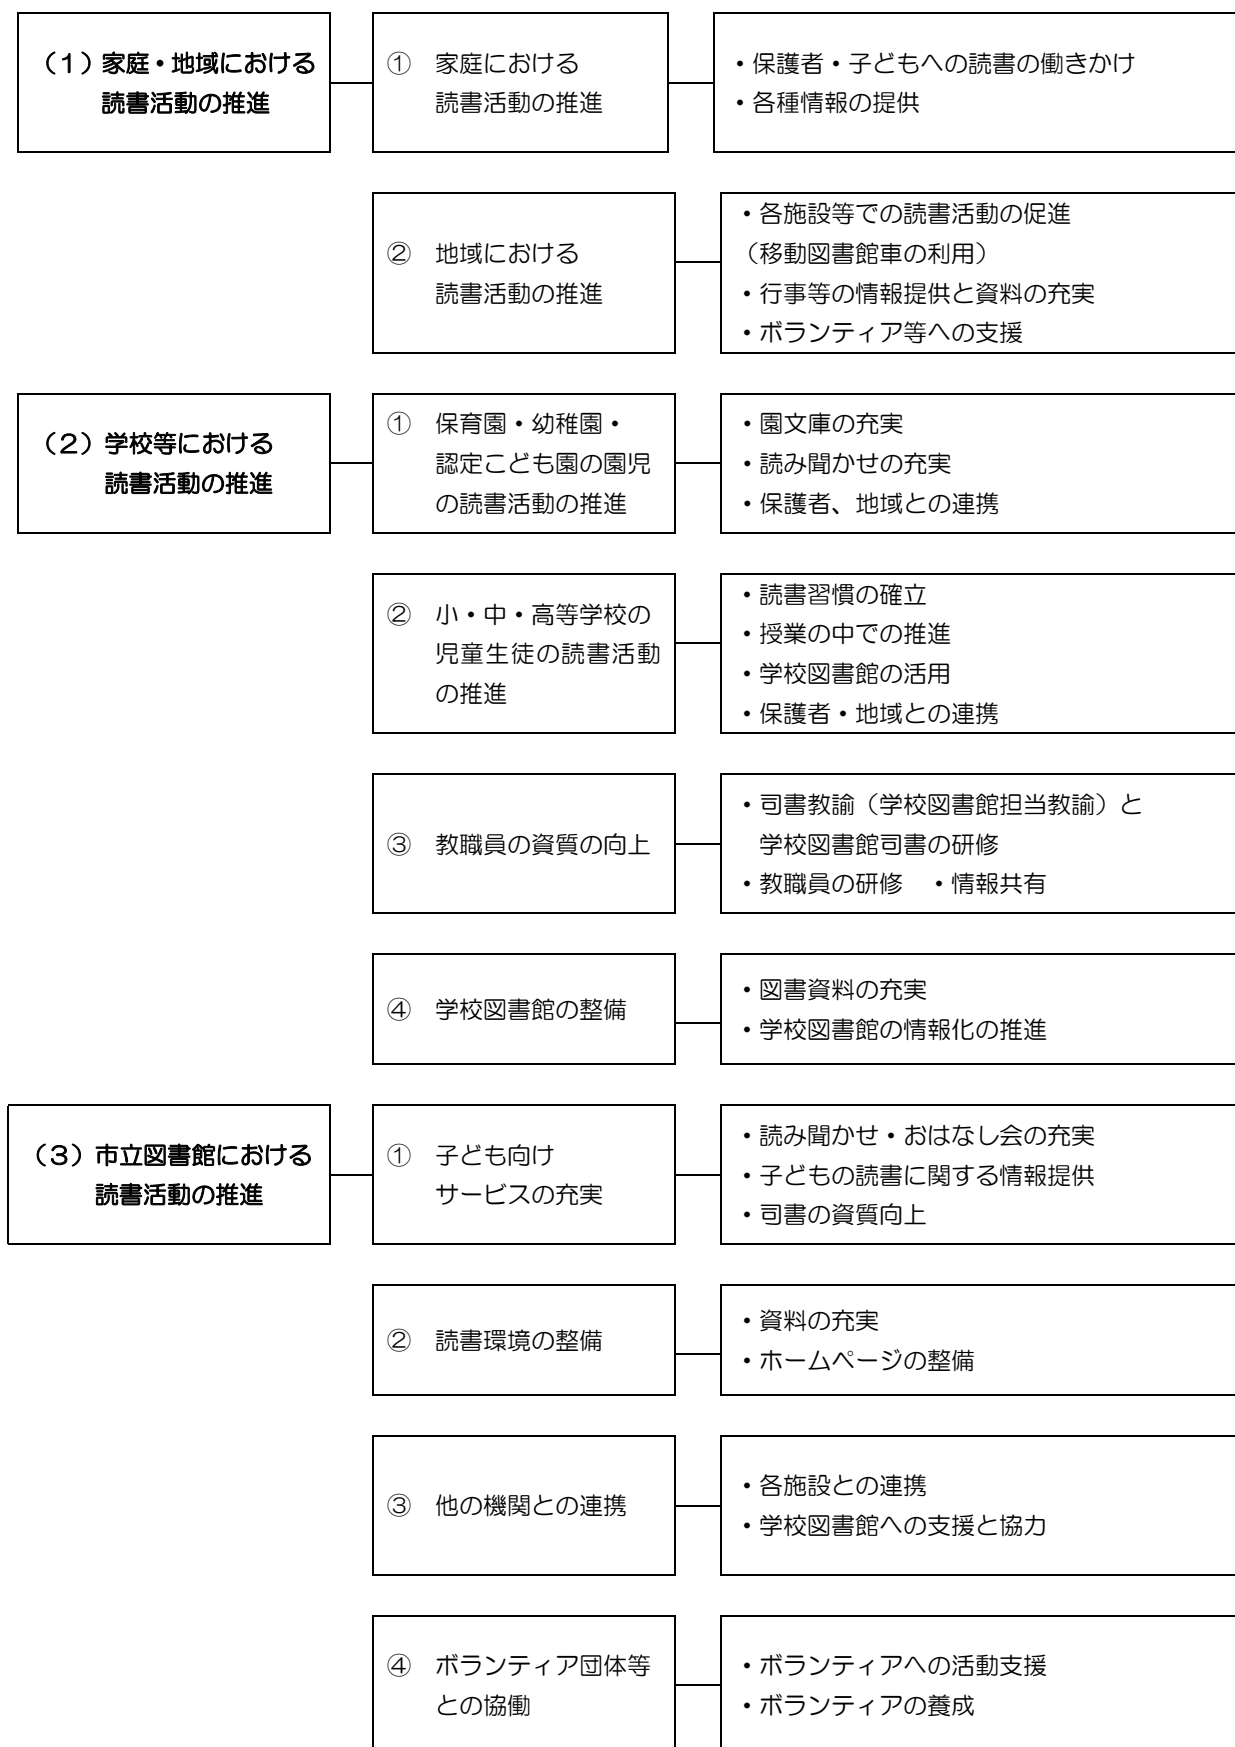 (1)家庭・地域における
読書活動の推進
① 家庭における
読書活動の推進
・保護者・子どもへの読書の働きかけ
・各種情報の提供
② 地域における
読書活動の推進
・各施設等での読書活動の促進
(移動図書館車の利用)
・行事等の情報提供と資料の充実
・ボランティア等への支援
(2)学校等における
読書活動の推進
① 保育園・幼稚園・
認定こども園の園児
の読書活動の推進
・園文庫の充実
・読み聞かせの充実
・保護者、地域との連携
② 小・中・高等学校の
児童生徒の読書活動
の推進
・読書習慣の確立
・授業の中での推進
・学校図書館の活用
・保護者・地域との連携
③ 教職員の資質の向上
・司書教諭(学校図書館担当教諭)と
学校図書館司書の研修
・教職員の研修 ・情報共有
④ 学校図書館の整備
・図書資料の充実
・学校図書館の情報化の推進
(3)市立図書館における
読書活動の推進
① 子ども向け
サービスの充実
・読み聞かせ・おはなし会の充実
・子どもの読書に関する情報提供
・司書の資質向上
② 読書環境の整備
・資料の充実
・ホームページの整備
③ 他の機関との連携
・各施設との連携
・学校図書館への支援と協力
④ ボランティア団体等
との協働
・ボランティアへの活動支援
・ボランティアの養成